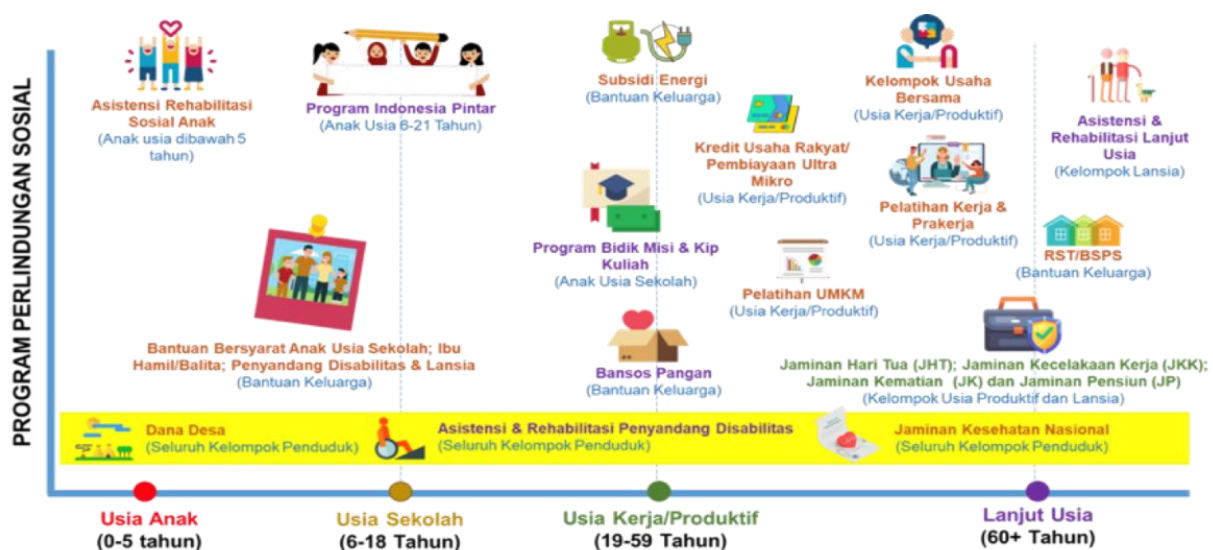 PROGRAM PERLINDUNGAN SOSIAL
Asistensi Rehabilitasi
Sosial Anak
(Anak usia dibawah 5
tahun)
Program Indonesia Pintar
(Anak Usia 6-21 Tahun)
Subsidi Energi
(Bantuan Keluarga)
Kredit Usaha Rakyat/
Pembiayaan Ultra
Mikro
(Usia Kerja/Produktif)
Kelompok Usaha
Bersama
(Usia Kerja/Produktif)
Asistensi &
Rehabilitasi Lanjut
Usia
(Kelompok Lansia)
Program Bidik Misi & Kip
Kuliah
(Anak Usia Sekolah)
Pelatihan Kerja &
Prakerja
(Usia Kerja/Produktif)
RST/BSPS
(Bantuan Keluarga)
Pelatihan UMKM
(Usia Kerja/Produktif)
Bantuan Bersyarat Anak Usia Sekolah; Ibu
Hamil/Balita; Penyandang Disabilitas & Lansia
(Bantuan Keluarga)
Bansos Pangan
(Bantuan Keluarga)
Jaminan Hari Tua (JHT); Jaminan Kecelakaan Kerja (JKK);
Jaminan Kematian (JK) dan Jaminan Pensiun (JP)
(Kelompok Usia Produktif dan Lansia)
Dana Desa
(Seluruh Kelompok Penduduk)
Asistensi & Rehabilitasi Penyandang Disabilitas
(Seluruh Kelompok Penduduk)
Jaminan Kesehatan Nasional
(Seluruh Kelompok Penduduk)
Usia Anak
(0-5 tahun)
Usia Sekolah
(6-18 Tahun)
Usia Kerja/Produktif
(19-59 Tahun)
Lanjut Usia
(60+ Tahun)